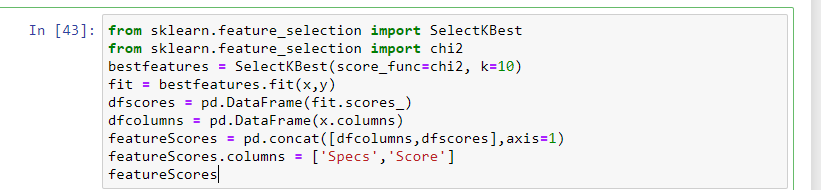 In [43]: from sklearn.feature_selection import SelectKBest
from sklearn.feature_selection import chi2
bestfeatures = SelectKBest(score_func=chi2, k=10)
fit = bestfeatures.fit(x,y)
dfscores = pd.DataFrame(fit.scores_)
dfcolumns = pd.DataFrame(x.columns)
featureScores = pd.concat([dfcolumns,dfscores],axis=1)
featureScores.columns = ['Specs','Score']
featureScores